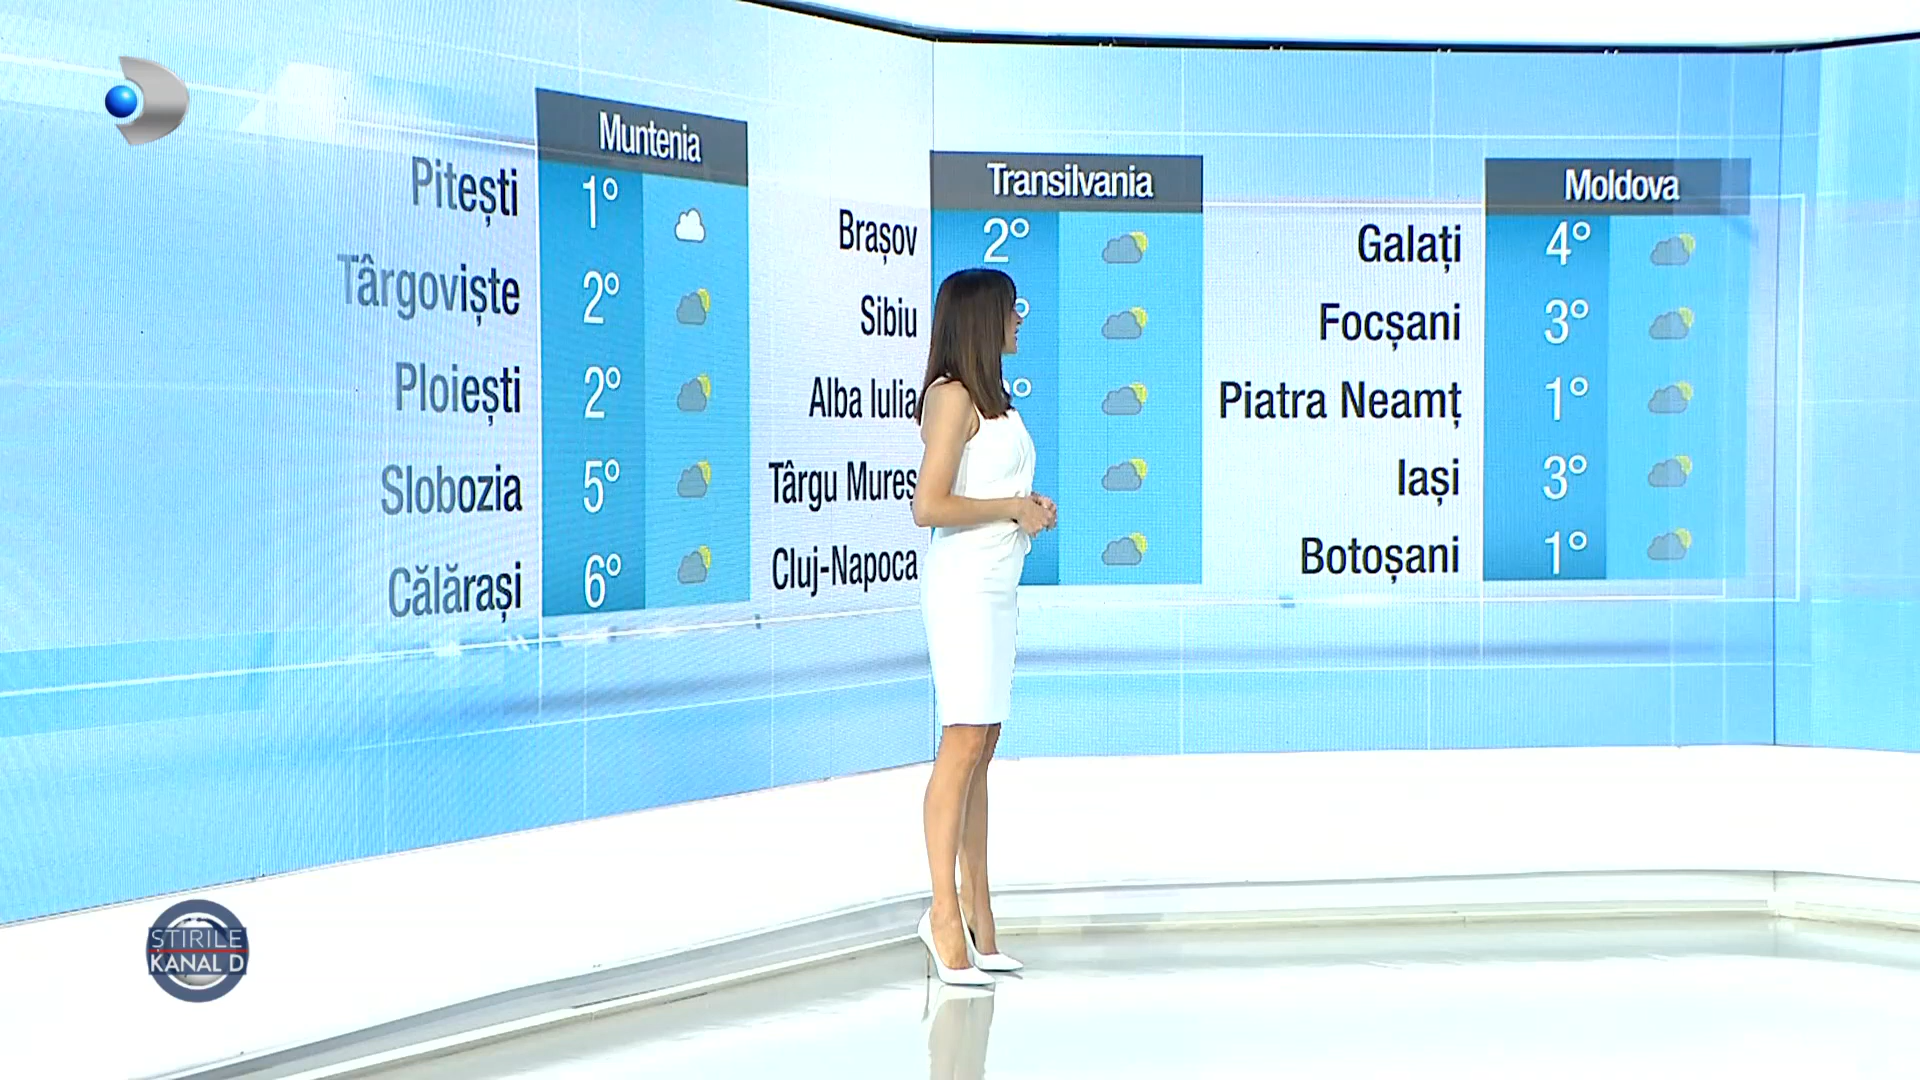 Muntenia
Pitești 1°
Târgoviște 2°
Ploiești 2°
Slobozia 5°
Călărași 6°
Transilvania
Brașov 2°
Sibiu
Alba Iulia
Târgu Mureș
Cluj-Napoca
Moldova
Galați 4°
Focșani 3°
Piatra Neamț 1°
Iași 3°
Botoșani 1°
ȘTIRILE
KANAL D